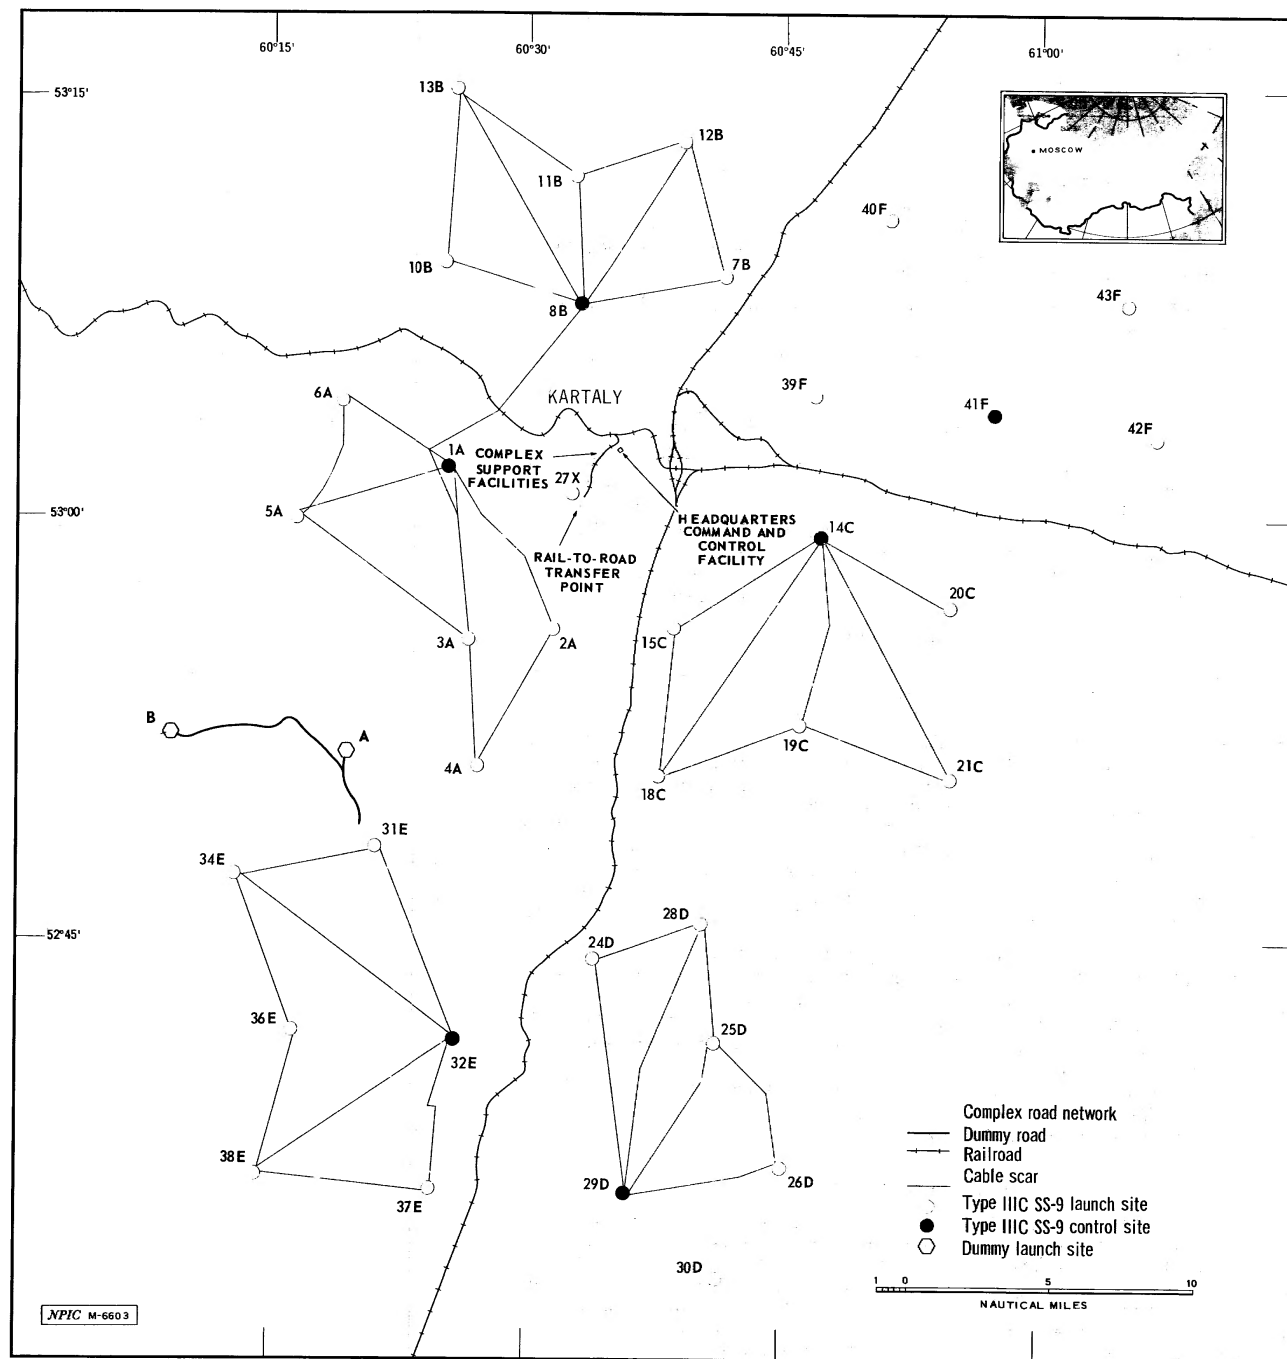 60°15'
60°30'
60°45'
61°00'
53°15'
13B
12B
MOSCOW
11B
40F
10B
7B
43F
8B
6A
KARTALY
39F
41F
42F
1A
COMPLEX
SUPPORT
FACILITIES
27X
5A
53°00'
HEADQUARTERS
COMMAND AND
CONTROL
FACILITY
14C
RAIL-TO-ROAD
TRANSFER
POINT
20C
3A
2A
15C
B
A
4A
19C
18C
21C
31E
34E
28D
52°45'
24D
36E
25D
32E
Complex road network
Dummy road
Railroad
Cable scar
38E
29D
26D
37E
Type IIIC SS-9 launch site
Type IIIC SS-9 control site
Dummy launch site
30D
1 0 5 10
NAUTICAL MILES
NPIC M-6603